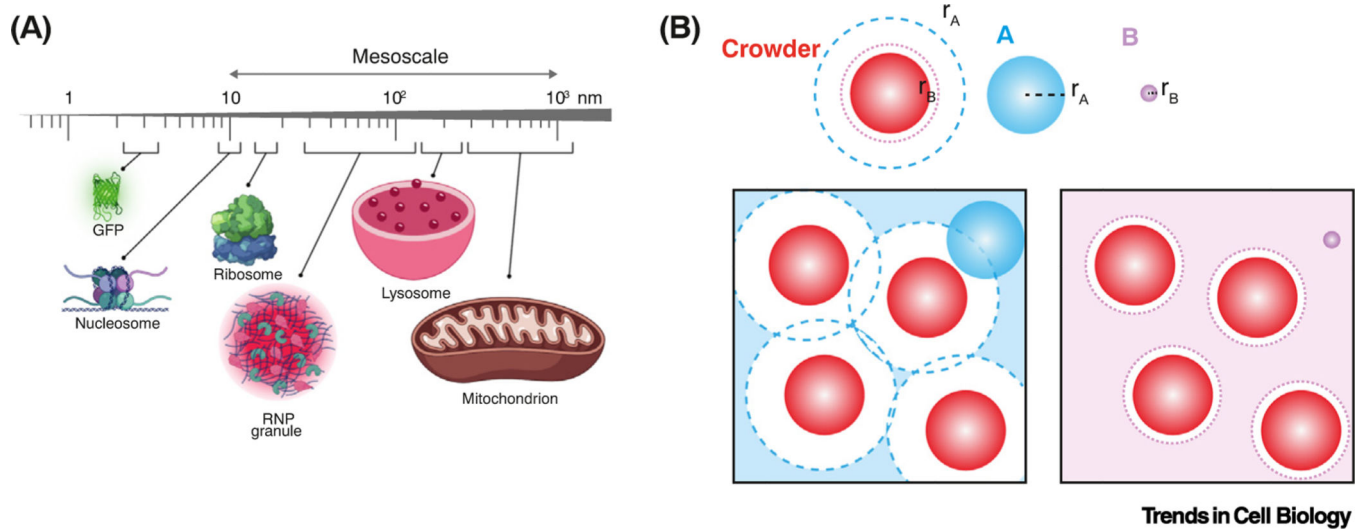 (A)
Mesoscale
1 10 10² 10³ nm
GFP
Nucleosome
Ribosome
RNP
granule
Lysosome
Mitochondrion
(B)
Crowder
r_A
r_B
A
r_A
B
r_B
Trends in Cell Biology